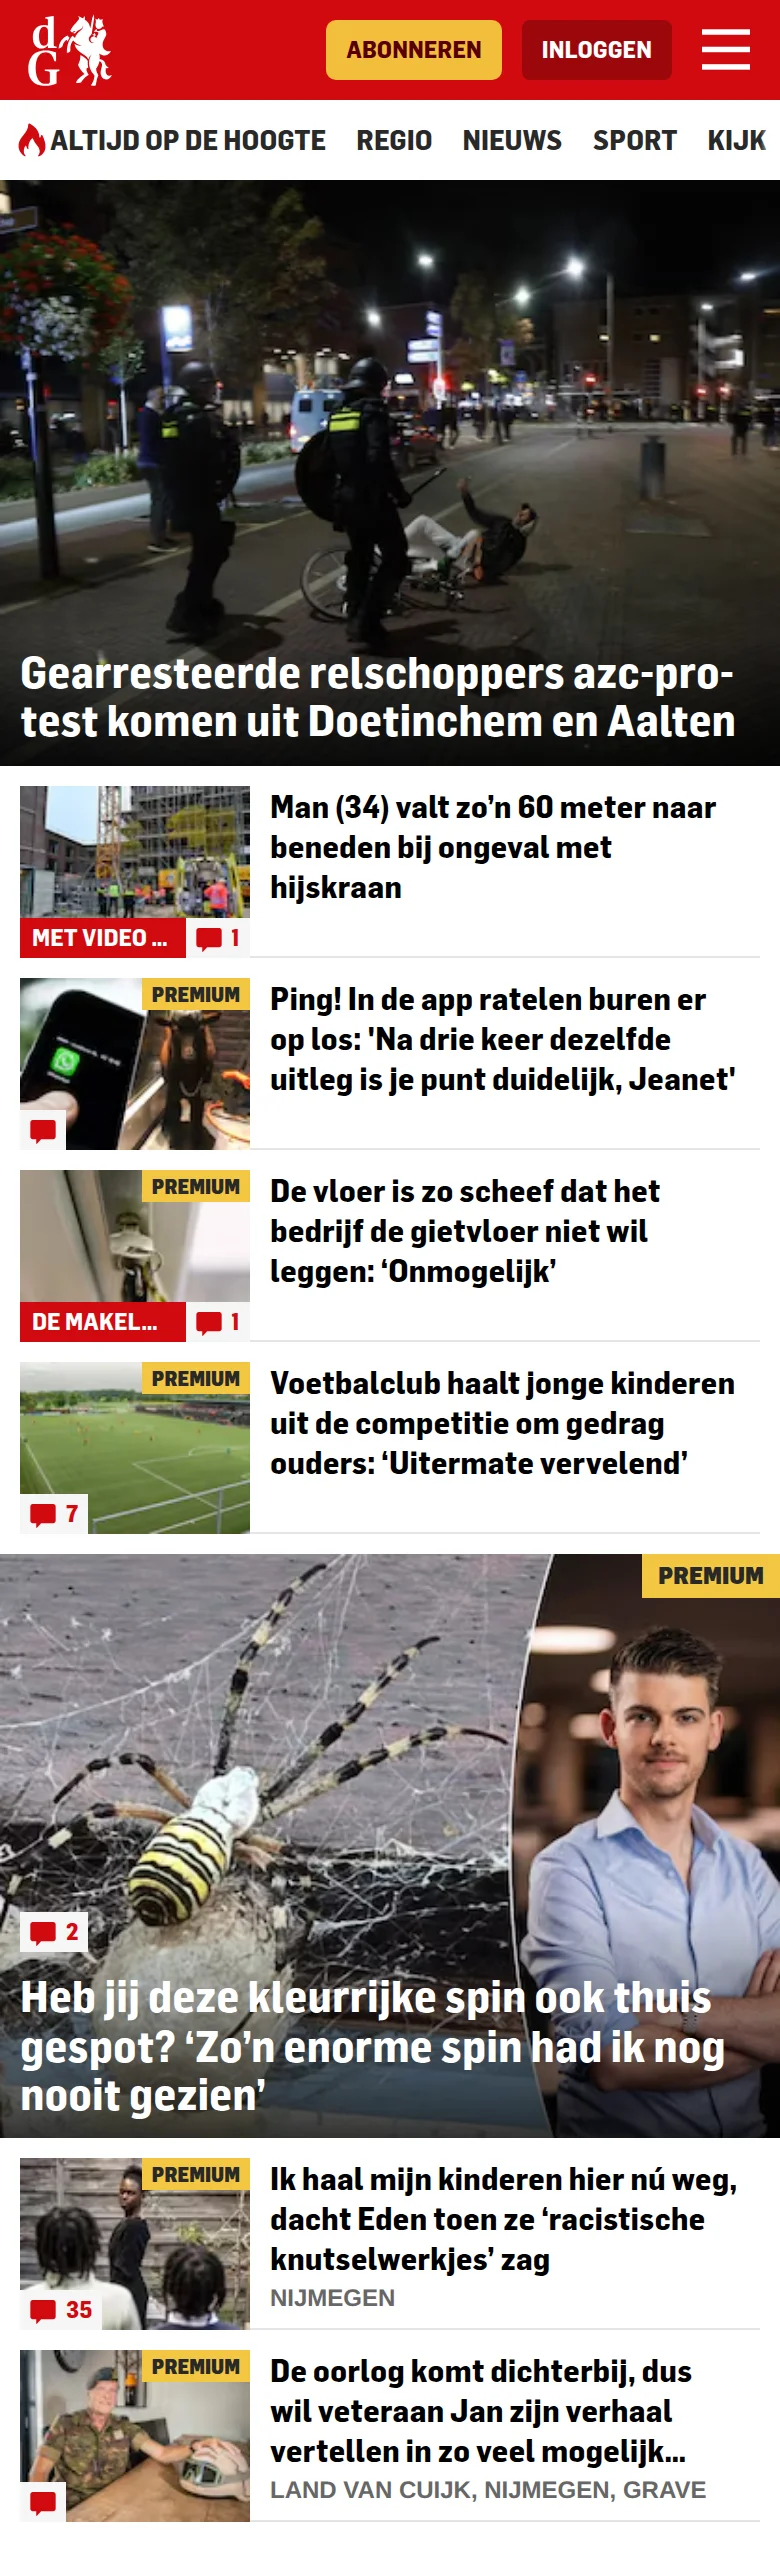 dG
ABONNEREN
INLOGGEN
ALTIJD OP DE HOOGTE
REGIO
NIEUWS
SPORT
KIJK
Gearresteerde relschoppers azc-pro-
test komen uit Doetinchem en Aalten
Man (34) valt zo’n 60 meter naar
beneden bij ongeval met
hijskraan
MET VIDEO ...
1
PREMIUM
Ping! In de app ratelen buren er
op los: 'Na drie keer dezelfde
uitleg is je punt duidelijk, Jeanet'
PREMIUM
De vloer is zo scheef dat het
bedrijf de gietvloer niet wil
leggen: ‘Onmogelijk’
DE MAKEL...
1
PREMIUM
Voetbalclub haalt jonge kinderen
uit de competitie om gedrag
ouders: ‘Uitermate vervelend’
7
PREMIUM
2
Heb jij deze kleurrijke spin ook thuis
gespot? ‘Zo’n enorme spin had ik nog
nooit gezien’
PREMIUM
Ik haal mijn kinderen hier nú weg,
dacht Eden toen ze ‘racistische
knutselwerkjes’ zag
NIJMEGEN
35
PREMIUM
De oorlog komt dichterbij, dus
wil veteraan Jan zijn verhaal
vertellen in zo veel mogelijk...
LAND VAN CUIJK, NIJMEGEN, GRAVE